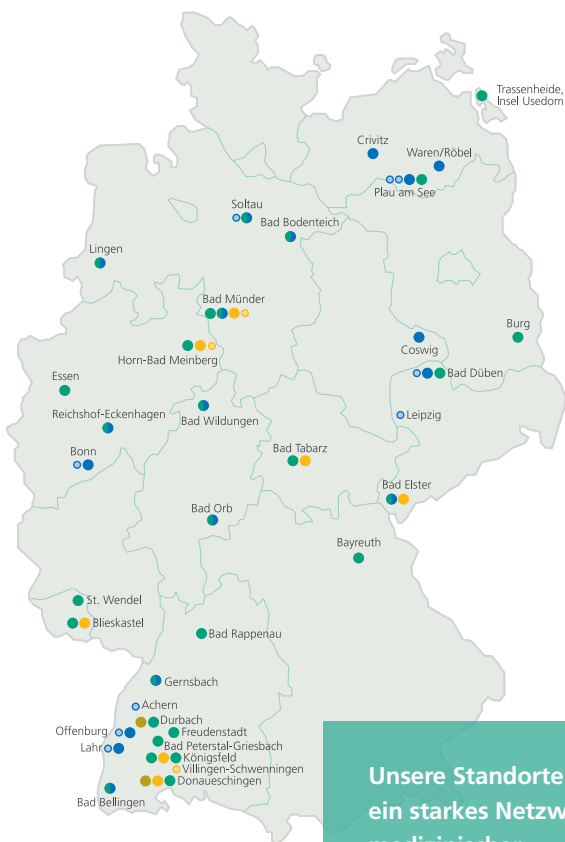 Trassenheide,
Insel Usedom
Crivitz
Waren/Röbel
Plau am See
Soltau
Bad Bodenteich
Lingen
Bad Münder
Burg
Coswig
Horn-Bad Meinberg
Bad Düben
Essen
Leipzig
Reichshof-Eckenhagen
Bad Wildungen
Bonn
Bad Tabarz
Bad Elster
Bad Orb
Bayreuth
St. Wendel
Blieskastel
Bad Rappenau
Gernsbach
Achern
Durbach
Offenburg
Freudenstadt
Lahr
Bad Peterstal-Griesbach
Königsfeld
Villingen-Schwenningen
Donaueschingen
Bad Bellingen
Unsere Standorte
ein starkes Netzw
medizinischer